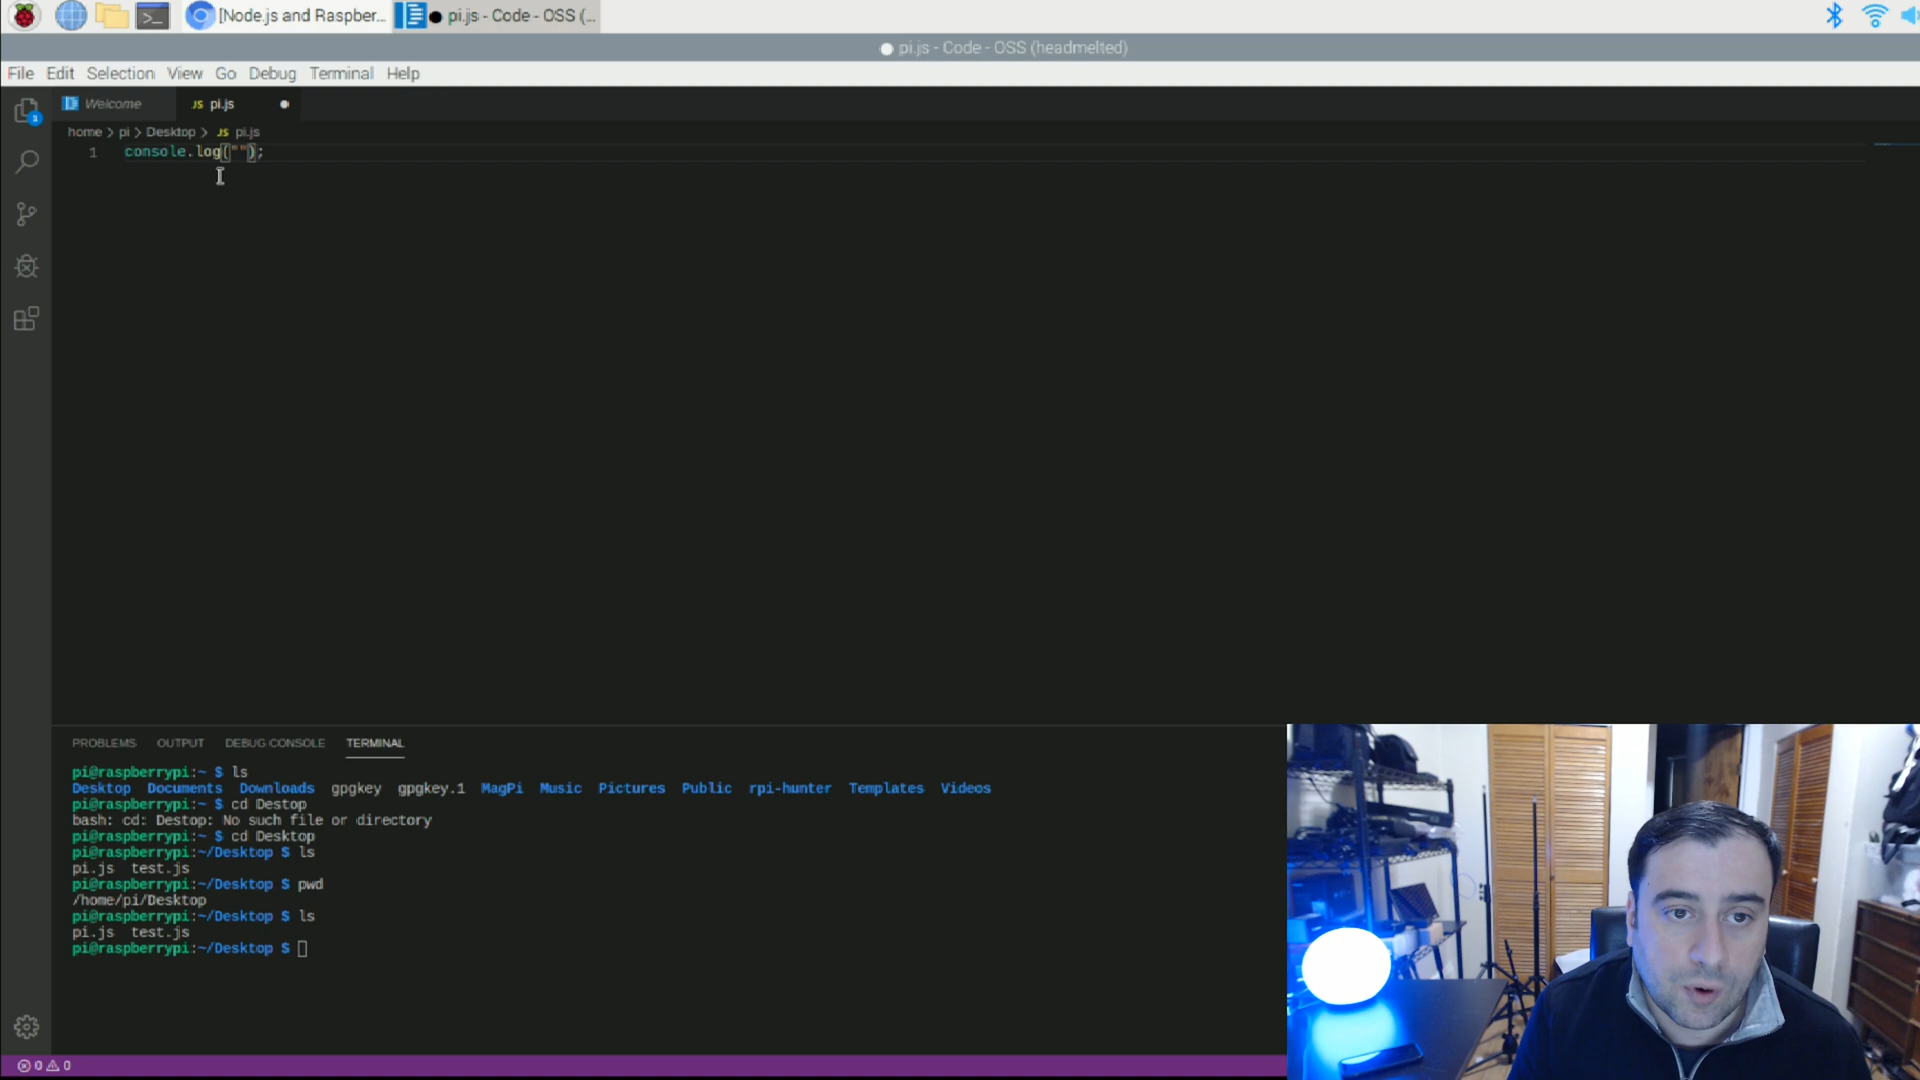 [Node.js and Raspber...
pi.js - Code - OSS (...
pi.js - Code - OSS (headmelted)
File Edit Selection View Go Debug Terminal Help
Welcome
JS pi.js
home > pi > Desktop > JS pi.js
1 console.log("");
PROBLEMS OUTPUT DEBUG CONSOLE TERMINAL
pi@raspberrypi:~ $ ls
Desktop Documents Downloads gpgkey gpgkey.1 MagPi Music Pictures Public rpi-hunter Templates Videos
pi@raspberrypi:~ $ cd Destop
bash: cd: Destop: No such file or directory
pi@raspberrypi:~ $ cd Desktop
pi@raspberrypi:~/Desktop $ ls
pi.js test.js
pi@raspberrypi:~/Desktop $ pwd
/home/pi/Desktop
pi@raspberrypi:~/Desktop $ ls
pi.js test.js
pi@raspberrypi:~/Desktop $
0 0